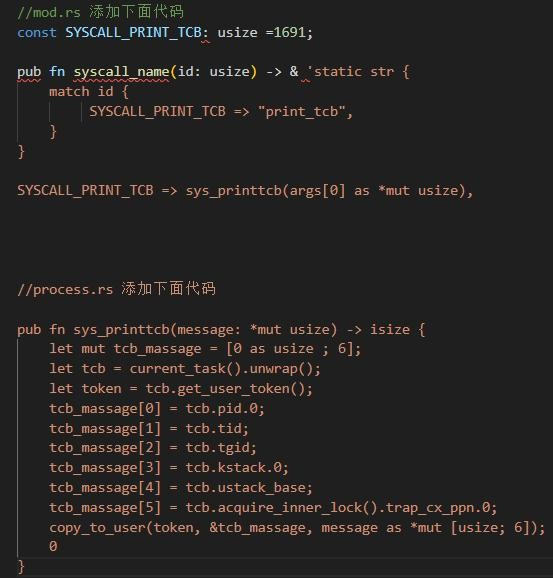 //mod.rs 添加下面代码
const SYSCALL_PRINT_TCB: usize =1691;
pub fn syscall_name(id: usize) -> & 'static str {
    match id {
        SYSCALL_PRINT_TCB => "print_tcb",
    }
}
SYSCALL_PRINT_TCB => sys_printtcb(args[0] as *mut usize),
//process.rs 添加下面代码
pub fn sys_printtcb(message: *mut usize) -> isize {
    let mut tcb_massage = [0 as usize ; 6];
    let tcb = current_task().unwrap();
    let token = tcb.get_user_token();
    tcb_massage[0] = tcb.pid.0;
    tcb_massage[1] = tcb.tid;
    tcb_massage[2] = tcb.tgid;
    tcb_massage[3] = tcb.kstack.0;
    tcb_massage[4] = tcb.ustack_base;
    tcb_massage[5] = tcb.acquire_inner_lock().trap_cx_ppn.0;
    copy_to_user(token, &tcb_massage, message as *mut [usize; 6]);
    0
}